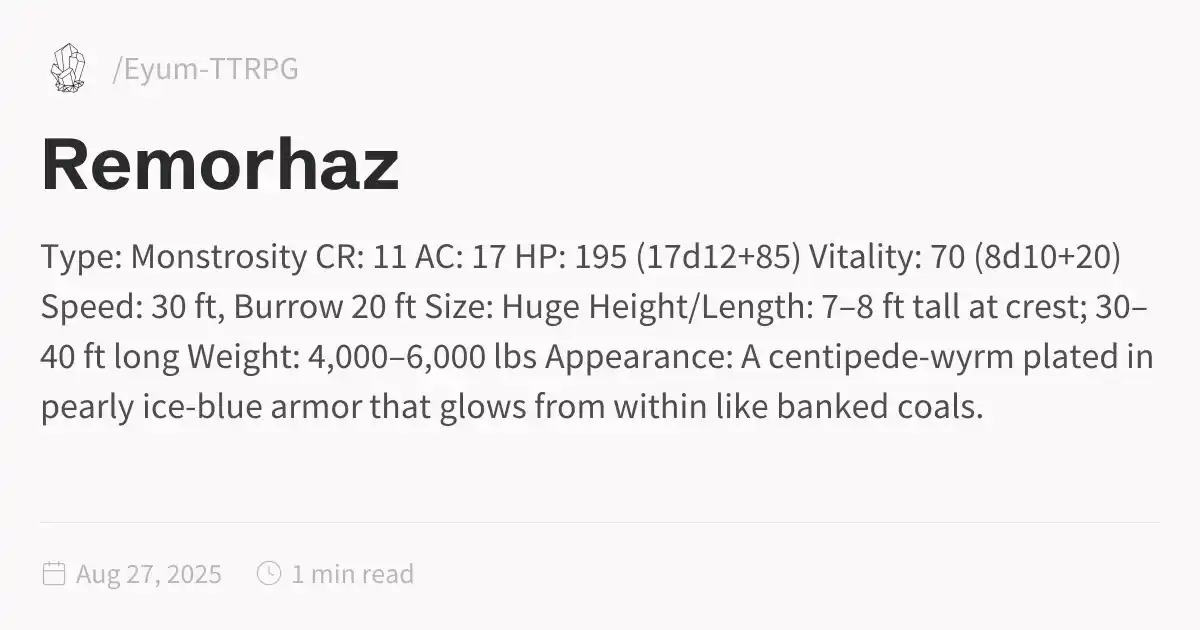 /Eyum-TTRPG
Remorhaz
Type: Monstrosity CR: 11 AC: 17 HP: 195 (17d12+85) Vitality: 70 (8d10+20)
Speed: 30 ft, Burrow 20 ft Size: Huge Height/Length: 7–8 ft tall at crest; 30–
40 ft long Weight: 4,000–6,000 lbs Appearance: A centipede-wyrm plated in
pearly ice-blue armor that glows from within like banked coals.
Aug 27, 2025 1 min read